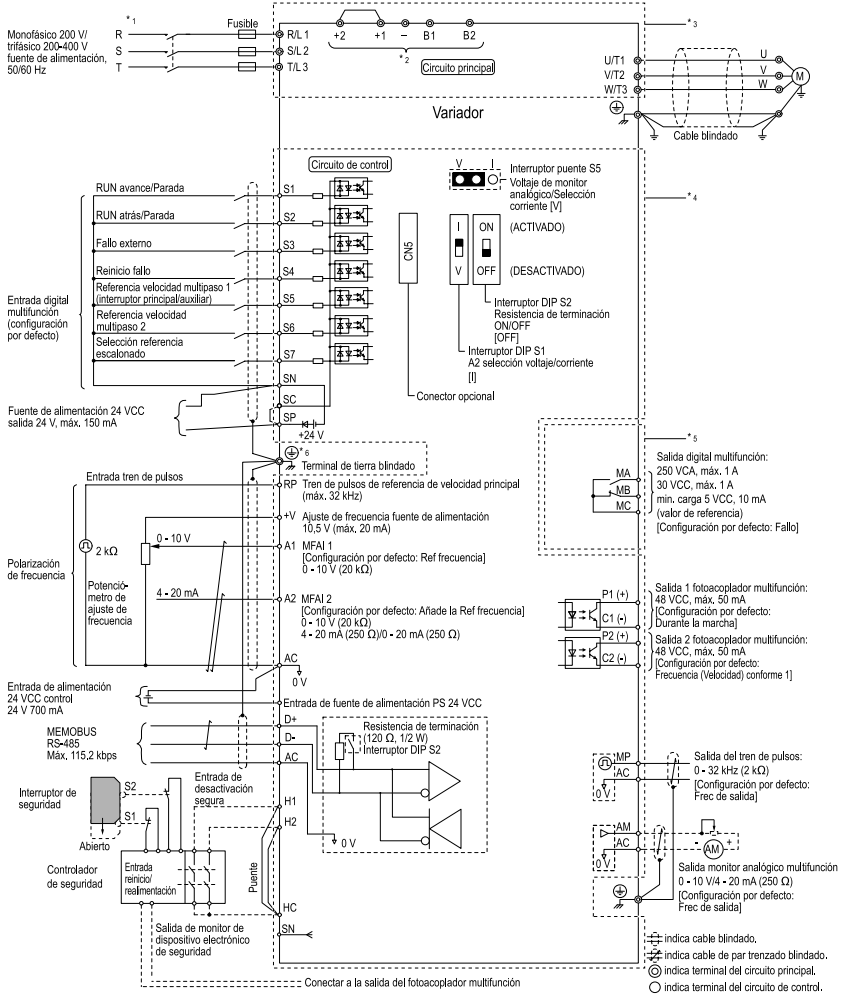 Monofásico 200 V/
trifásico 200-400 V
fuente de alimentación,
50/60 Hz
*1
R
S
T
Fusible
R/L1
S/L2
T/L3
+2
+1
–
B1
B2
*2
Circuito principal
*3
U/T1
V/T2
W/T3
U
V
W
M
Cable blindado
Variador
Circuito de control
*4
Entrada digital
multifunción
(configuración
por defecto)
RUN avance/Parada
S1
RUN atrás/Parada
S2
Fallo externo
S3
Reinicio fallo
S4
Referencia velocidad multipaso 1
(interruptor principal/auxiliar)
S5
Referencia velocidad
multipaso 2
S6
Selección referencia
escalonado
S7
SN
SC
SP
+24 V
Fuente de alimentación 24 VCC
salida 24 V, máx. 150 mA
CN5
Conector opcional
V
I
Interruptor puente S5
Voltaje de monitor
analógico/Selección
corriente [V]
I
V
ON
OFF
(ACTIVADO)
(DESACTIVADO)
Interruptor DIP S2
Resistencia de terminación
ON/OFF
[OFF]
Interruptor DIP S1
A2 selección voltaje/corriente
[I]
*6
Terminal de tierra blindado
*5
Entrada tren de pulsos
RP
Tren de pulsos de referencia de velocidad principal
(máx. 32 kHz)
+V
Ajuste de frecuencia fuente de alimentación
10,5 V (máx. 20 mA)
A1
MFAI 1
[Configuración por defecto: Ref frecuencia]
0 - 10 V (20 kΩ)
A2
MFAI 2
[Configuración por defecto: Añade la Ref frecuencia]
0 - 10 V (20 kΩ)
4 - 20 mA (250 Ω)/0 - 20 mA (250 Ω)
AC
0 V
Polarización
de frecuencia
2 kΩ
0 - 10 V
4 - 20 mA
Potenció-
metro de
ajuste de
frecuencia
MA
MB
MC
Salida digital multifunción:
250 VCA, máx. 1 A
30 VCC, máx. 1 A
min. carga 5 VCC, 10 mA
(valor de referencia)
[Configuración por defecto: Fallo]
P1 (+)
C1 (-)
P2 (+)
C2 (-)
Salida 1 fotoacoplador multifunción:
48 VCC, máx. 50 mA
[Configuración por defecto:
Durante la marcha]
Salida 2 fotoacoplador multifunción:
48 VCC, máx. 50 mA
[Configuración por defecto:
Frecuencia (Velocidad) conforme 1]
Entrada de alimentación
24 VCC control
24 V 700 mA
Entrada de fuente de alimentación PS 24 VCC
MEMOBUS
RS-485
Máx. 115,2 kbps
D+
D-
AC
0 V
Resistencia de terminación
(120 Ω, 1/2 W)
Interruptor DIP S2
MP
AC
0 V
Salida del tren de pulsos:
0 - 32 kHz (2 kΩ)
[Configuración por defecto:
Frec de salida]
AM
AC
0 V
AM
-
+
Salida monitor analógico multifunción
0 - 10 V/4 - 20 mA (250 Ω)
[Configuración por defecto:
Frec de salida]
Interruptor de
seguridad
S2
S1
Abierto
Entrada de
desactivación
segura
H1
H2
Puente
HC
SN
Controlador
de seguridad
Entrada
reinicio/
realimentación
Salida de monitor de
dispositivo electrónico
de seguridad
Conectar a la salida del fotoacoplador multifunción
indica cable blindado.
indica cable de par trenzado blindado.
indica terminal del circuito principal.
indica terminal del circuito de control.